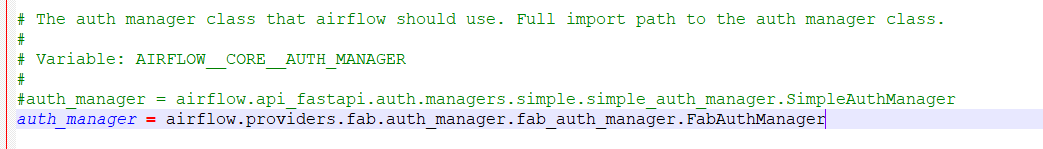 # The auth manager class that airflow should use. Full import path to the auth manager class.
#
# Variable: AIRFLOW__CORE__AUTH_MANAGER
#
#auth_manager = airflow.api_fastapi.auth.managers.simple.simple_auth_manager.SimpleAuthManager
auth_manager = airflow.providers.fab.auth_manager.fab_auth_manager.FabAuthManager